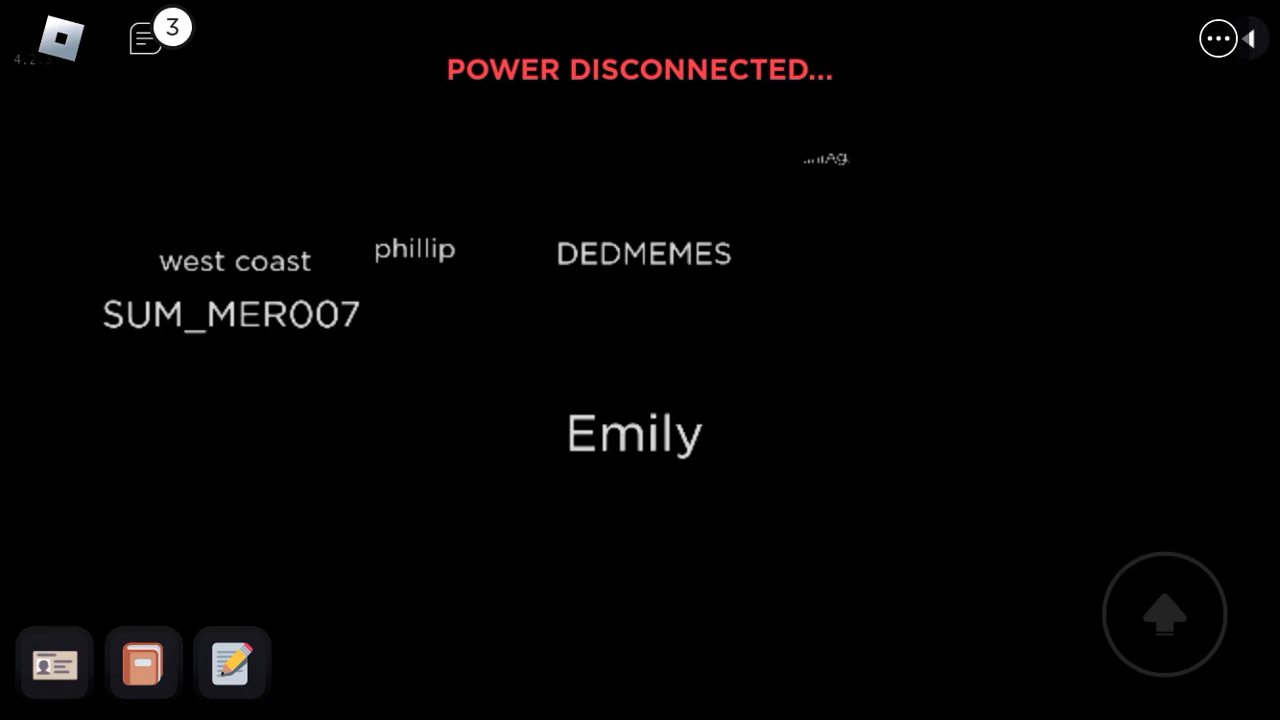 3
POWER DISCONNECTED...
west coast
phillip
DEDMEMES
SUM_MER007
Emily